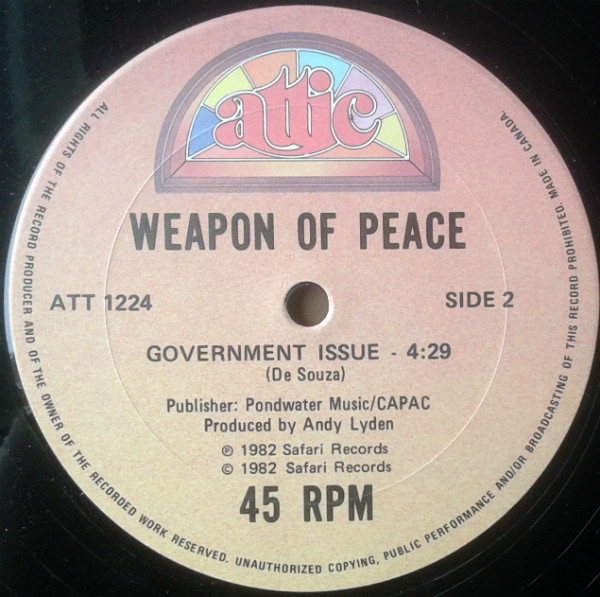 attic
WEAPON OF PEACE
ATT 1224
SIDE 2
GOVERNMENT ISSUE - 4:29
(De Souza)
Publisher: Pondwater Music/CAPAC
Produced by Andy Lyden
℗ 1982 Safari Records
© 1982 Safari Records
45 RPM
ALL RIGHTS OF THE RECORD PRODUCER AND OF THE OWNER OF THE RECORDED WORK RESERVED. UNAUTHORIZED COPYING, PUBLIC PERFORMANCE AND/OR BROADCASTING OF THIS RECORD PROHIBITED. MADE IN CANADA.